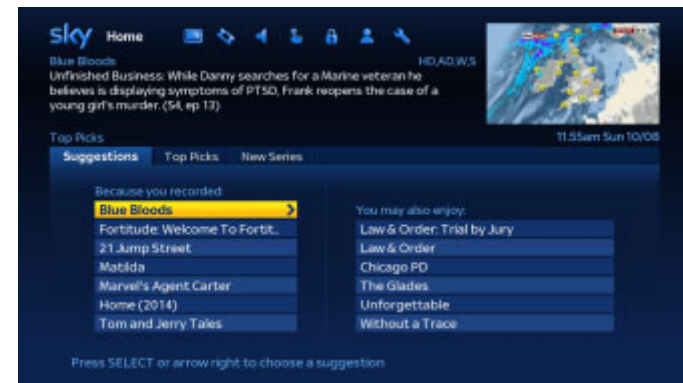 sky Home
Blue Bloods HD,AD,W,S
Unfinished Business: While Danny searches for a Marine veteran he
believes is displaying symptoms of PTSD, Frank reopens the case of a
young girl's murder. (S4, ep 13)
Top Picks 11.55am Sun 10/08
Suggestions Top Picks New Series
Because you recorded:
Blue Bloods
Fortitude: Welcome To Fortit...
21 Jump Street
Matilda
Marvel's Agent Carter
Home (2014)
Tom and Jerry Tales
You may also enjoy:
Law & Order: Trial by Jury
Law & Order
Chicago PD
The Glades
Unforgettable
Without a Trace
Press SELECT or arrow right to choose a suggestion